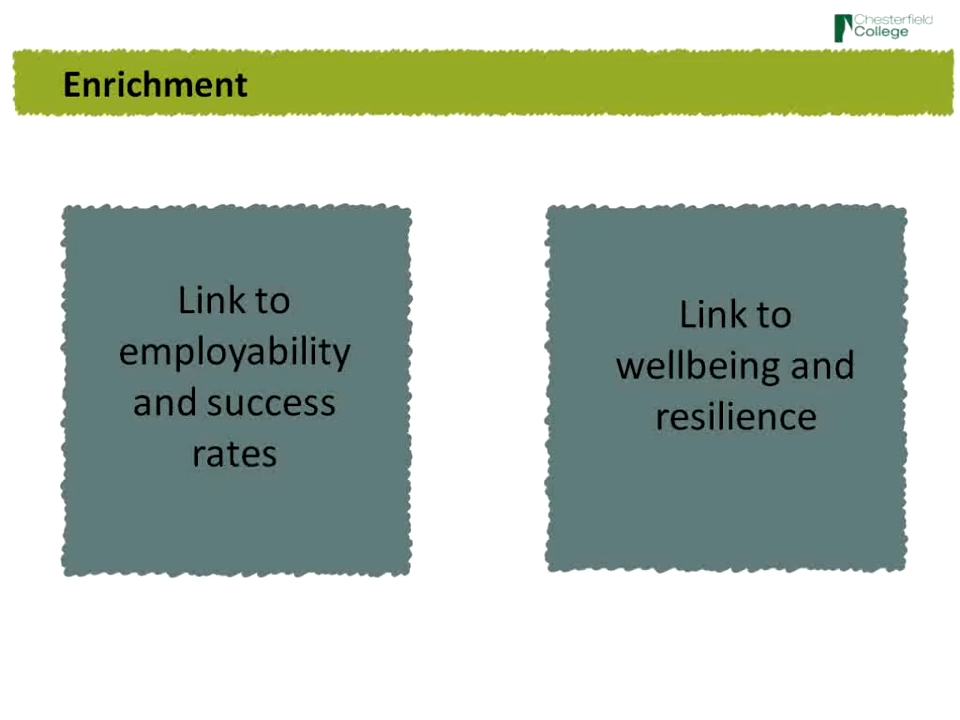 Chesterfield
College
Enrichment
Link to
employability
and success
rates
Link to
wellbeing and
resilience